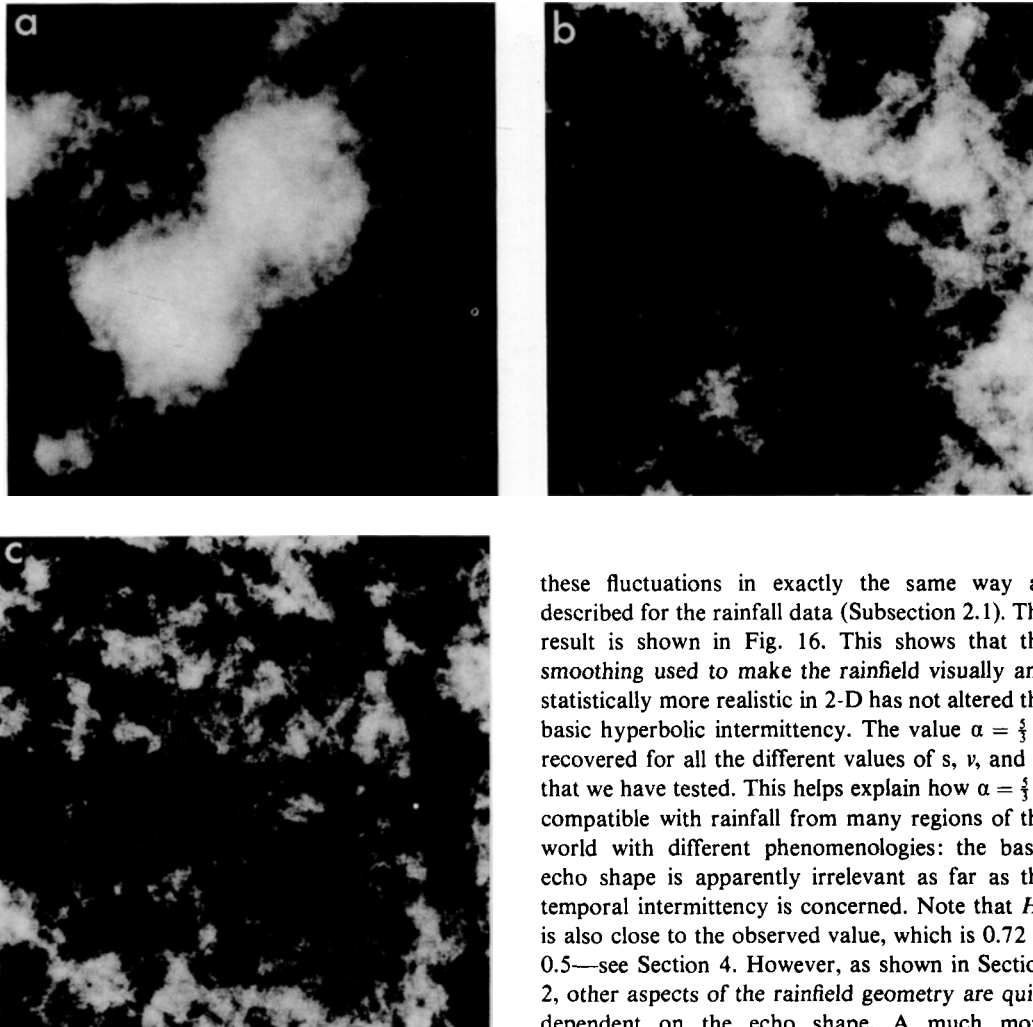 a
b
c
these fluctuations in exactly the same way a
described for the rainfall data (Subsection 2.1). Th
result is shown in Fig. 16. This shows that th
smoothing used to make the rainfield visually an
statistically more realistic in 2-D has not altered th
basic hyperbolic intermittency. The value α = 5/3
recovered for all the different values of s, ν, and
that we have tested. This helps explain how α = 5/3
compatible with rainfall from many regions of th
world with different phenomenologies: the bas
echo shape is apparently irrelevant as far as th
temporal intermittency is concerned. Note that H
is also close to the observed value, which is 0.72
0.5—see Section 4. However, as shown in Sectio
2, other aspects of the rainfield geometry are qui
dependent on the echo shape. A much mor